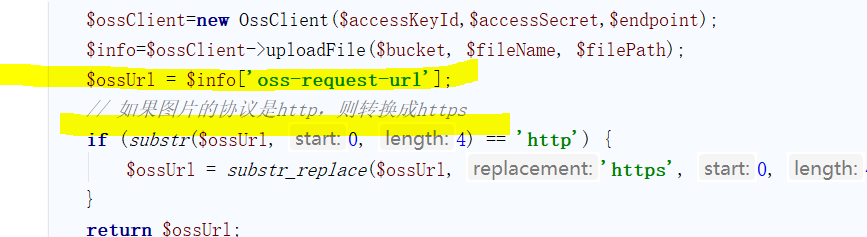 $ossClient=new OssClient($accessKeyId,$accessSecret,$endpoint);
$info=$ossClient->uploadFile($bucket, $fileName, $filePath);
$ossUrl = $info['oss-request-url'];
// 如果图片的协议是http，则转换成https
if (substr($ossUrl, start: 0, length: 4) == 'http') {
$ossUrl = substr_replace($ossUrl, replacement: 'https', start: 0, length:
}
return $ossUrl;